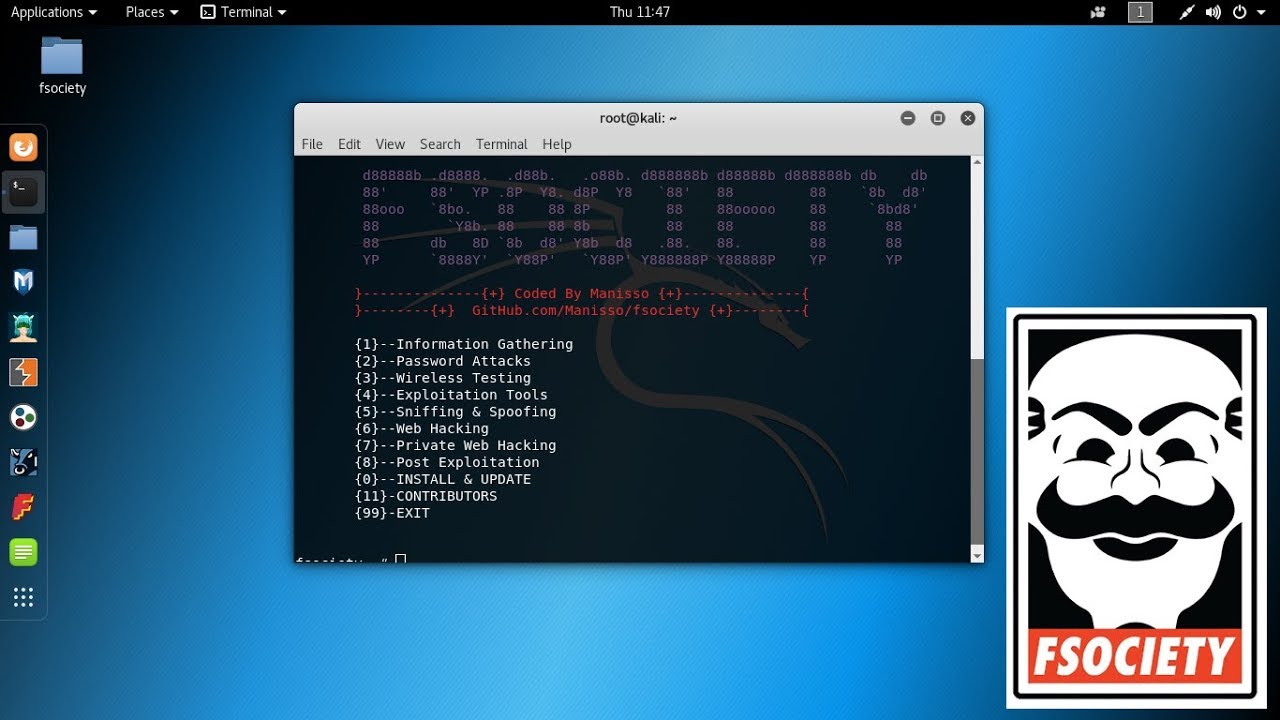 Applications Places Terminal Thu 11:47 1
fsociety
root@kali: ~
File Edit View Search Terminal Help
d88888b .d8888. .d88b. .o88b. d888888b d88888b d888888b db db
88' 88' YP .8P Y8. d8P Y8 `88' 88 88 `8b d8'
88ooo `8bo. 88 88 8P 88 88ooooo 88 `8bd8'
88 `Y8b. 88 88 8b 88 88 88 88
88 db 8D `8b d8' Y8b d8 .88. 88. 88 88
YP `8888Y' `Y88P' `Y88P' Y888888P Y88888P YP YP
}--------------{+} Coded By Manisso {+}--------------{
}--------{+} GitHub.com/Manisso/fsociety {+}--------{
{1}--Information Gathering
{2}--Password Attacks
{3}--Wireless Testing
{4}--Exploitation Tools
{5}--Sniffing & Spoofing
{6}--Web Hacking
{7}--Private Web Hacking
{8}--Post Exploitation
{0}--INSTALL & UPDATE
{11}-CONTRIBUTORS
{99}-EXIT
FSOCIETY